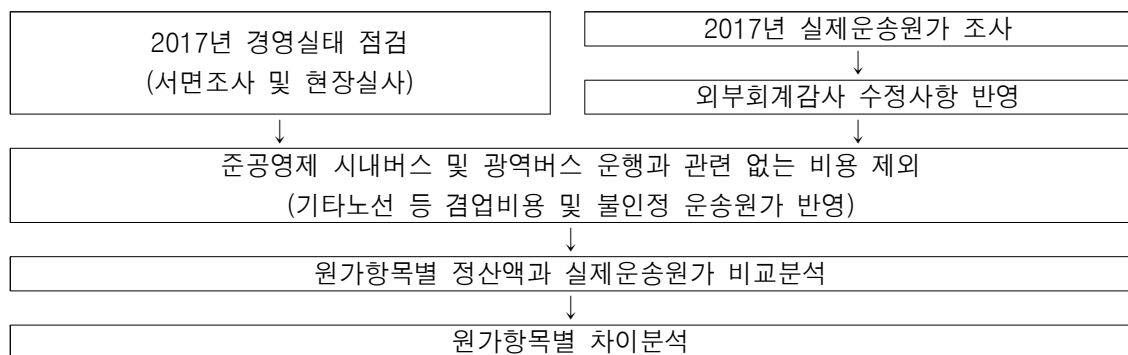 2017년 경영실태 점검
(서면조사 및 현장실사)
2017년 실제운송원가 조사
↓
외부회계감사 수정사항 반영
↓ ↓
준공영제 시내버스 및 광역버스 운행과 관련 없는 비용 제외
(기타노선 등 겸업비용 및 불인정 운송원가 반영)
↓
원가항목별 정산액과 실제운송원가 비교분석
↓
원가항목별 차이분석